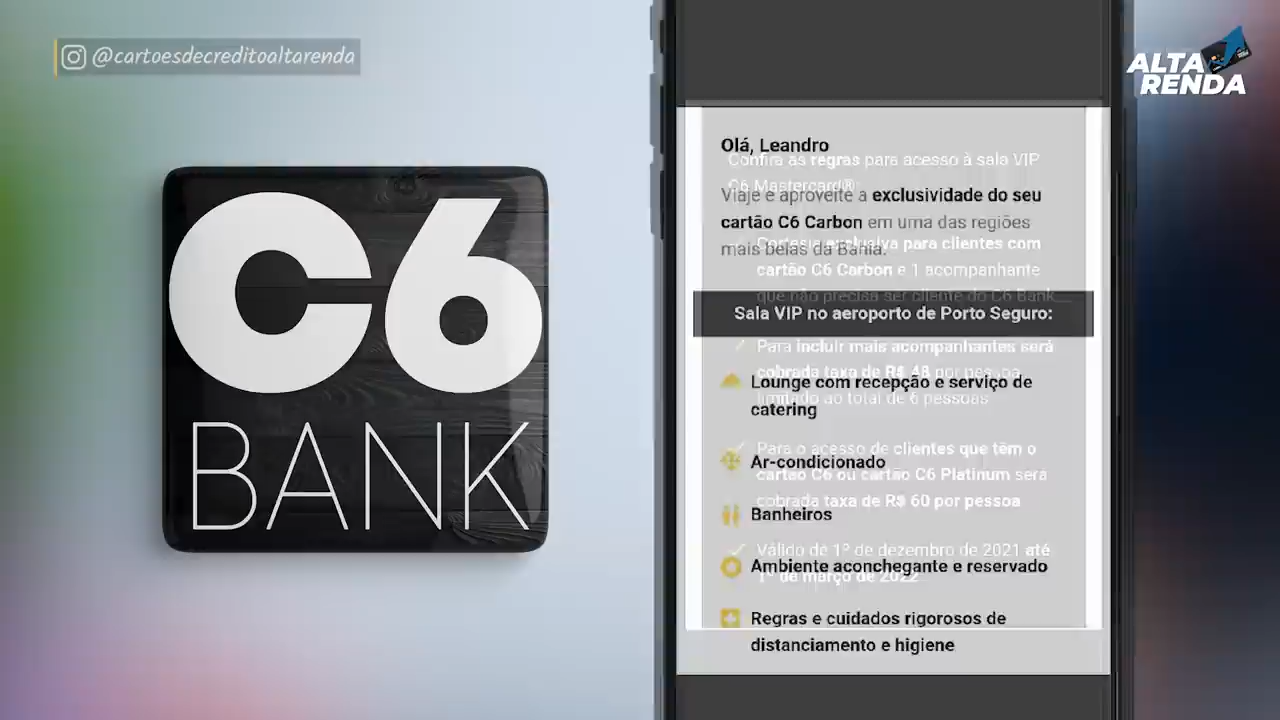 @cartoesdecreditoaltarenda
ALTA
RENDA
C6
BANK
Olá, Leandro
Viaje e aproveite a exclusividade do seu
cartão C6 Carbon em uma das regiões
mais belas da Bahia.
Sala VIP no aeroporto de Porto Seguro:
Lounge com recepção e serviço de
catering
Ar-condicionado
Banheiros
Ambiente aconchegante e reservado
Regras e cuidados rigorosos de
distanciamento e higiene
Confira as regras para acesso à sala VIP
C6 Mastercard®
Cortesia exclusiva para clientes com
cartão C6 Carbon e 1 acompanhante
que não precisa ser cliente do C6 Bank
Para incluir mais acompanhantes será
cobrada taxa de R$ 48 por pessoa
limitado ao total de 6 pessoas
Para o acesso de clientes que têm o
cartão C6 ou cartão C6 Platinum será
cobrada taxa de R$ 60 por pessoa
Válido de 1º de dezembro de 2021 até
1º de março de 2022